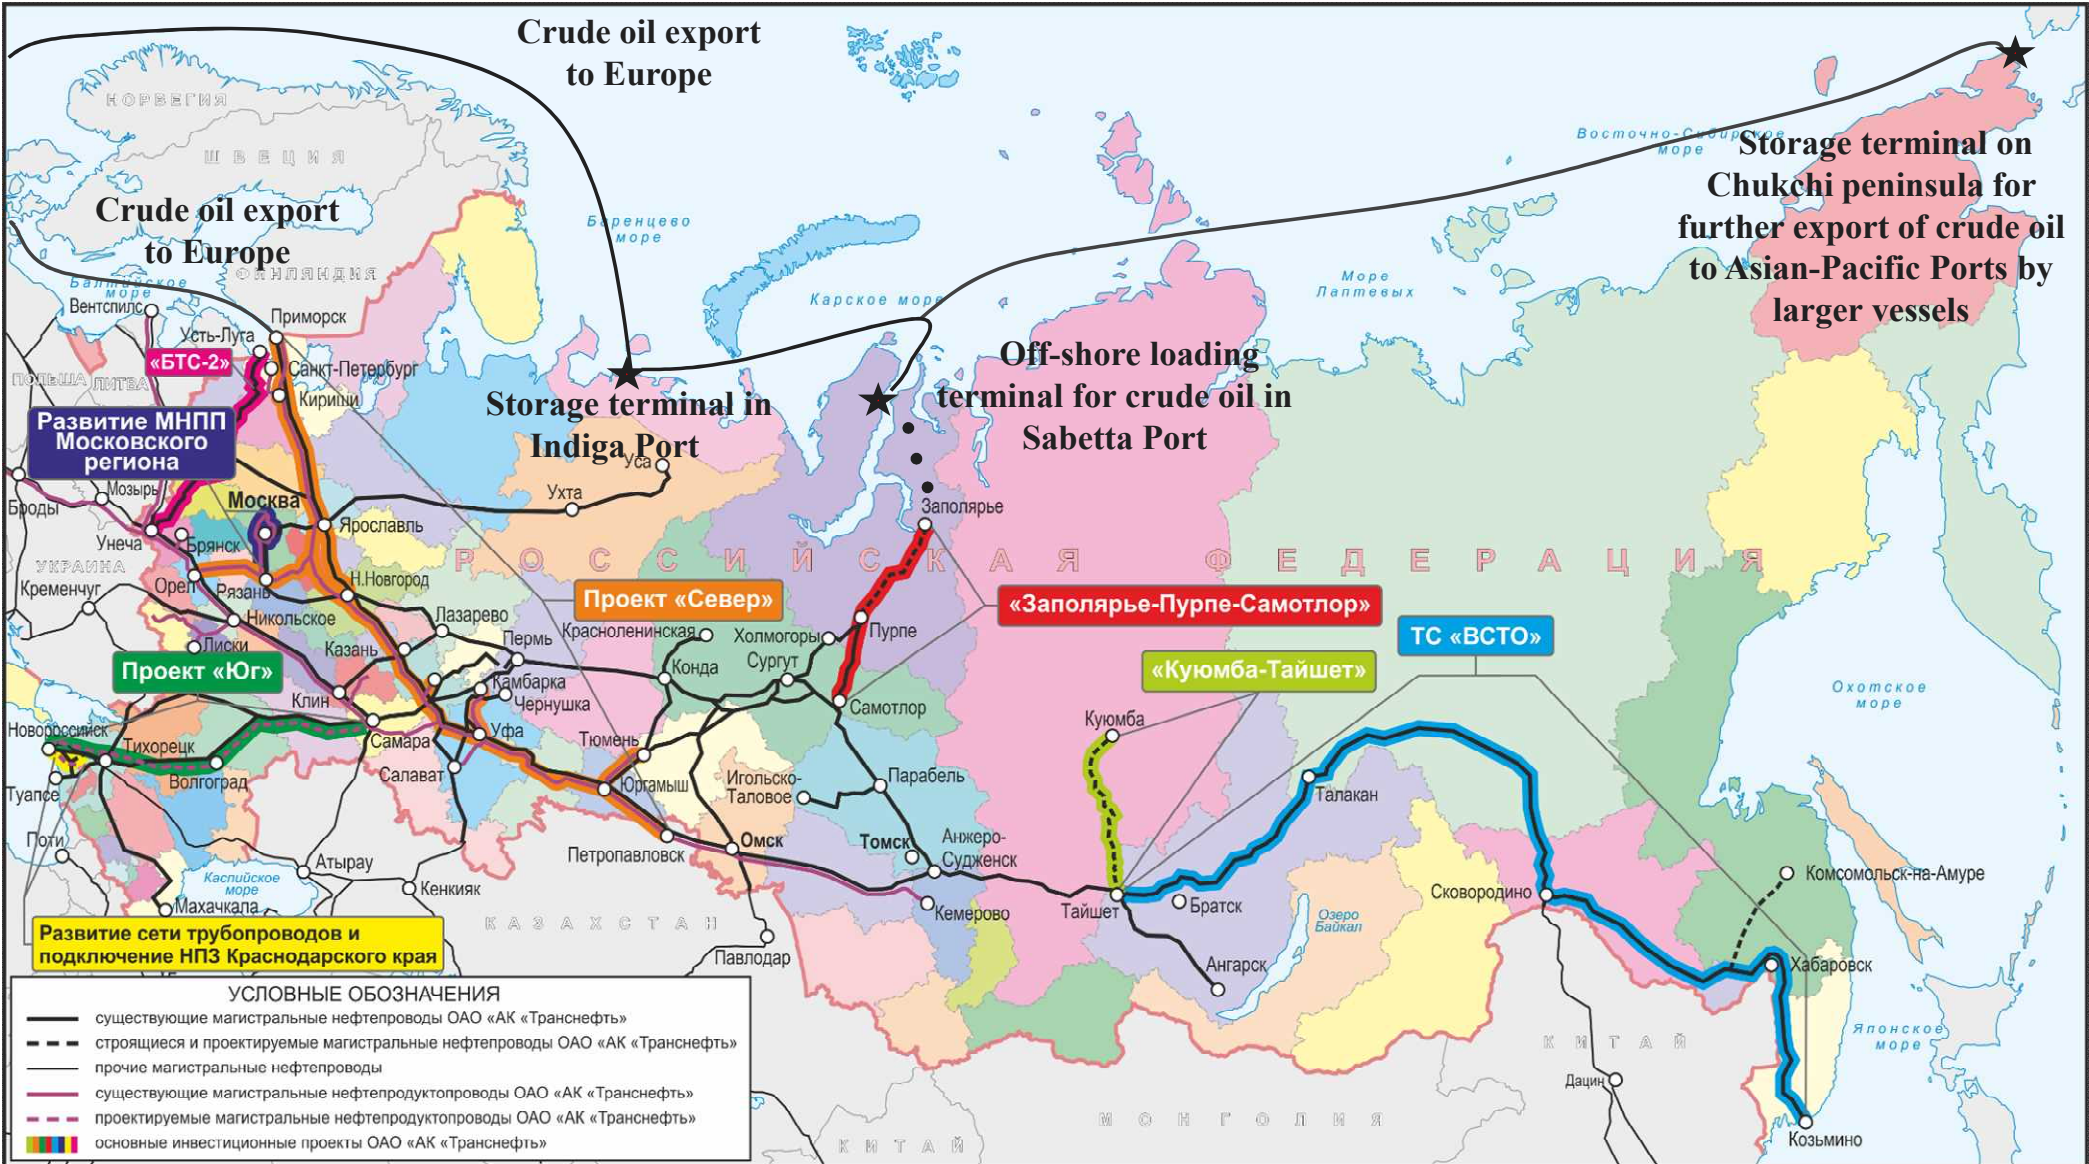 Crude oil export
to Europe
НОРВЕГИЯ
ШВЕЦИЯ
Crude oil export
to Europe
ФИНЛЯНДИЯ
Балтийское
море
Баренцево
море
Карское море
Море
Лаптевых
Восточно-Сибирское
море
Storage terminal on
Chukchi peninsula for
further export of crude oil
to Asian-Pacific Ports by
larger vessels
Off-shore loading
terminal for crude oil in
Sabetta Port
Storage terminal in
Indiga Port
Вентспилс
Приморск
Усть-Луга
«БТС-2»
Санкт-Петербург
Кириши
ПОЛЬША
ЛИТВА
Развитие МНПП
Московского
региона
Уса
Ухта
Мозырь
Броды
Москва
Заполярье
Ярославль
Унеча
Брянск
РОССИЙСКАЯ ФЕДЕРАЦИЯ
УКРАИНА
Кременчуг
Орел
Рязань
Н.Новгород
Проект «Север»
«Заполярье-Пурпе-Самотлор»
Никольское
Лазарево
Пермь
Красноленинская
Холмогоры
Пурпе
ТС «ВСТО»
Лиски
Казань
Сургут
Конда
«Куюмба-Тайшет»
Проект «Юг»
Клин
Камбарка
Чернушка
Самотлор
Охотское
море
Новороссийск
Тихорецк
Самара
Уфа
Тюмень
Куюмба
Волгоград
Салават
Юргамыш
Игольско-
Таловое
Парабель
Талакан
Туапсе
Поти
Атырау
Петропавловск
Омск
Томск
Анжеро-
Судженск
Каспийское
море
Кенкияк
Махачкала
КАЗАХСТАН
Кемерово
Тайшет
Братск
Сковородино
Комсомольск-на-Амуре
Озеро
Байкал
Развитие сети трубопроводов и
подключение НПЗ Краснодарского края
Павлодар
Ангарск
Хабаровск
Японское
море
КИТАЙ
Дацин
МОНГОЛИЯ
КИТАЙ
Козьмино
УСЛОВНЫЕ ОБОЗНАЧЕНИЯ
существующие магистральные нефтепроводы ОАО «АК «Транснефть»
строящиеся и проектируемые магистральные нефтепроводы ОАО «АК «Транснефть»
прочие магистральные нефтепроводы
существующие магистральные нефтепродуктопроводы ОАО «АК «Транснефть»
проектируемые магистральные нефтепродуктопроводы ОАО «АК «Транснефть»
основные инвестиционные проекты ОАО «АК «Транснефть»